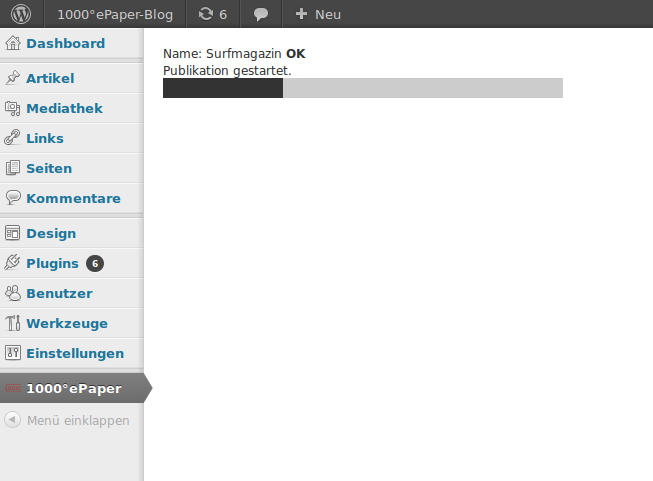 1000°ePaper-Blog 6 Neu
Dashboard
Artikel
Mediathek
Links
Seiten
Kommentare
Design
Plugins 6
Benutzer
Werkzeuge
Einstellungen
1000°ePaper
Menü einklappen
Name: Surfmagazin OK
Publikation gestartet.